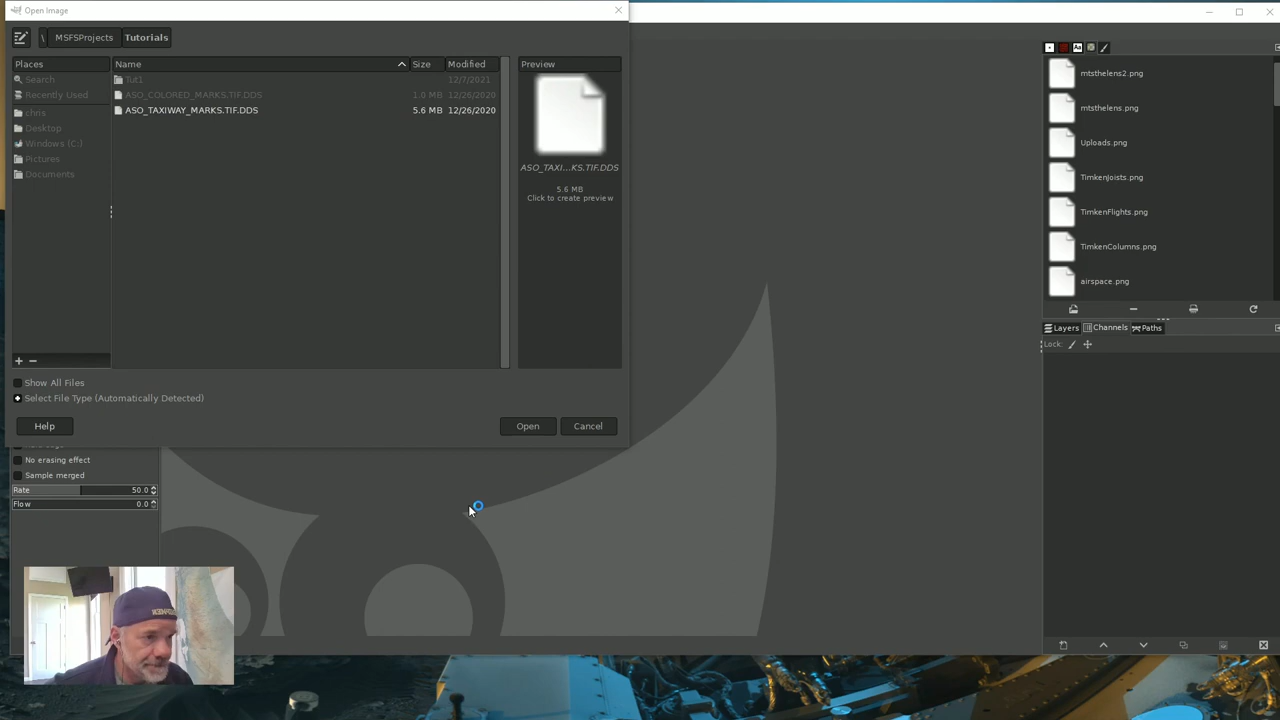 Open Image
\ MSFSProjects Tutorials
Places Name Size Modified Preview
Search Tut1 12/7/2021
Recently Used ASO_COLORED_MARKS.TIF.DDS 1.0 MB 12/26/2020
chris ASO_TAXIWAY_MARKS.TIF.DDS 5.6 MB 12/26/2020
Desktop
Windows (C:)
Pictures
Documents
ASO_TAXI...KS.TIF.DDS
5.6 MB
Click to create preview
Show All Files
Select File Type (Automatically Detected)
Help Open Cancel
No erasing effect
Sample merged
Rate 50.0
Flow 0.0
Aa
mtsthelens2.png
mtsthelens.png
Uploads.png
TimkenJoists.png
TimkenFlights.png
TimkenColumns.png
airspace.png
Layers Channels Paths
Lock: